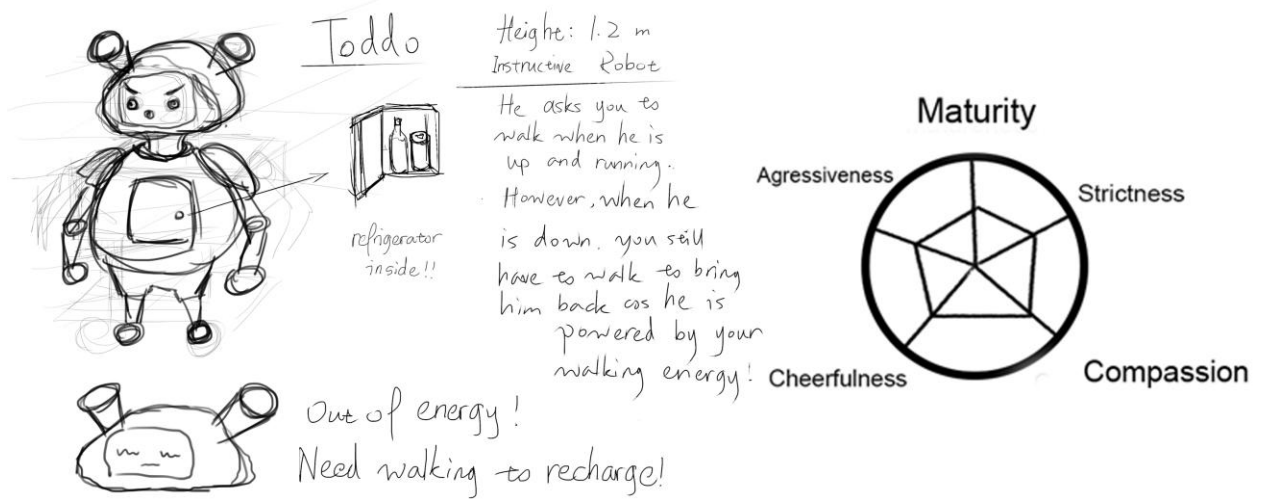 Toddo
Height: 1.2 m
Instructive Robot
He asks you to
walk when he is
up and running.
However, when he
is down, you still
have to walk to bring
him back cos he is
powered by your
walking energy!
refrigerator
inside!!
Out of energy!
Need walking to recharge!
Maturity
Agressiveness
Strictness
Cheerfulness
Compassion